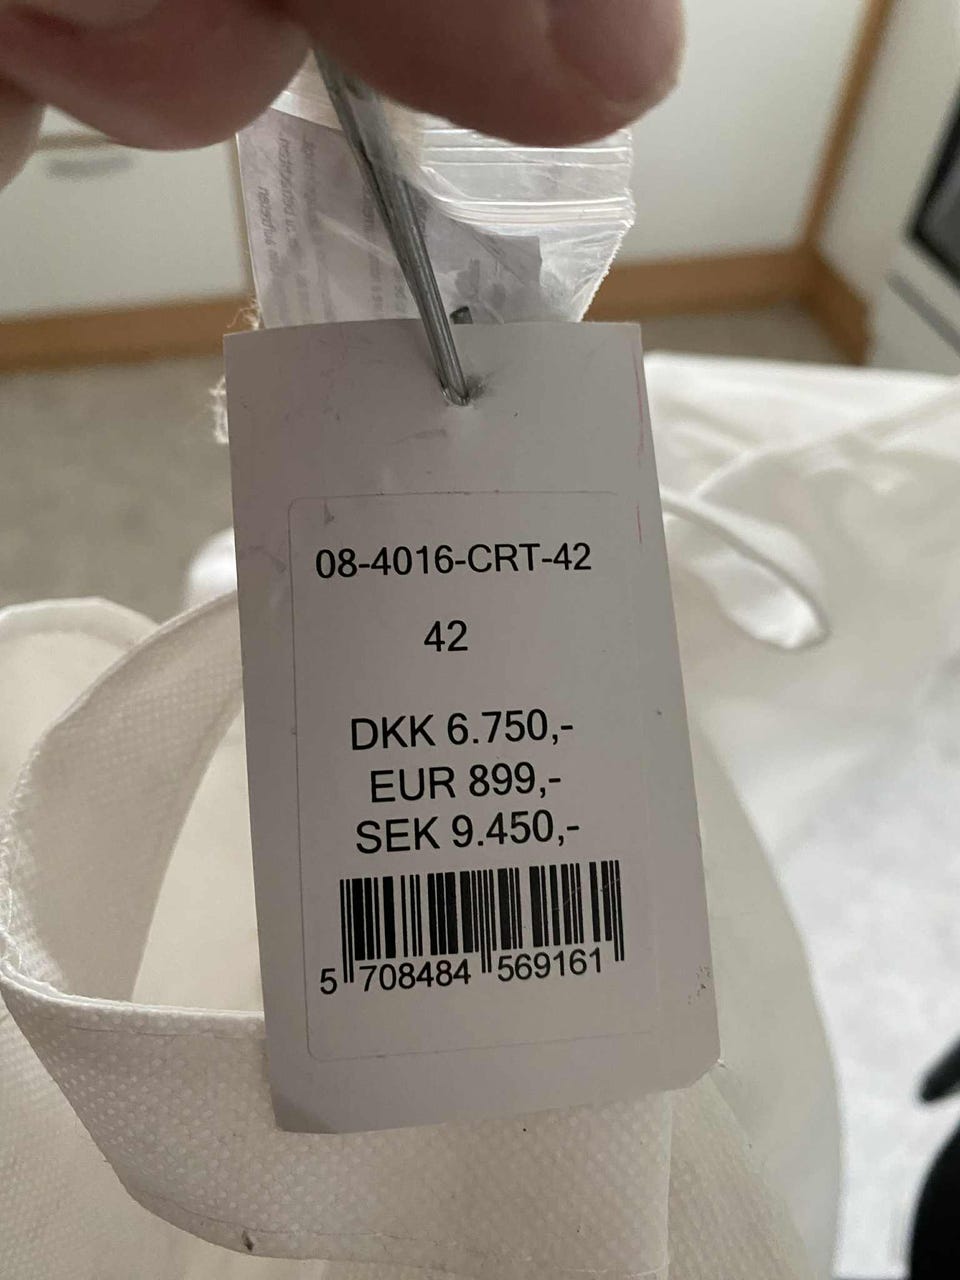 08-4016-CRT-42
42
DKK 6.750,-
EUR 899,-
SEK 9.450,-
5 708484 569161